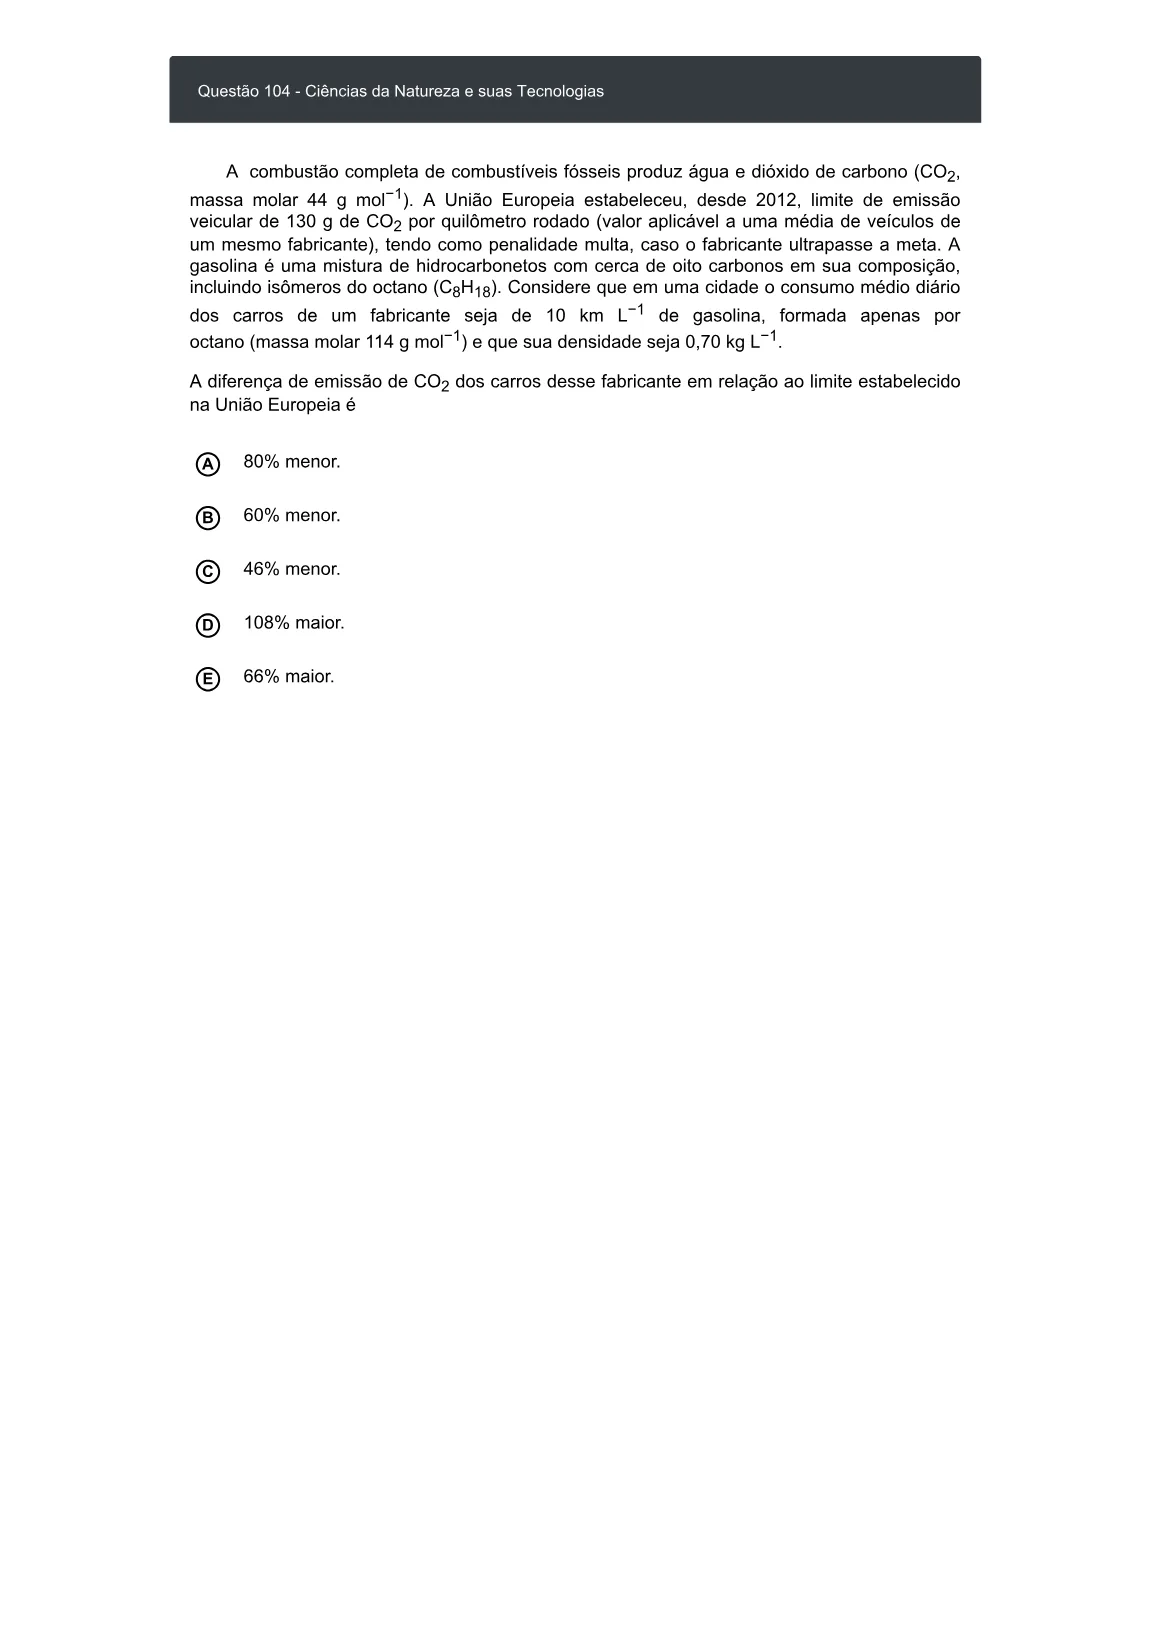 Questão 104 - Ciências da Natureza e suas Tecnologias
A combustão completa de combustíveis fósseis produz água e dióxido de carbono (CO₂,
massa molar 44 g mol⁻¹). A União Europeia estabeleceu, desde 2012, limite de emissão
veicular de 130 g de CO₂ por quilômetro rodado (valor aplicável a uma média de veículos de
um mesmo fabricante), tendo como penalidade multa, caso o fabricante ultrapasse a meta. A
gasolina é uma mistura de hidrocarbonetos com cerca de oito carbonos em sua composição,
incluindo isômeros do octano (C₈H₁₈). Considere que em uma cidade o consumo médio diário
dos carros de um fabricante seja de 10 km L⁻¹ de gasolina, formada apenas por
octano (massa molar 114 g mol⁻¹) e que sua densidade seja 0,70 kg L⁻¹.
A diferença de emissão de CO₂ dos carros desse fabricante em relação ao limite estabelecido
na União Europeia é
A 80% menor.
B 60% menor.
C 46% menor.
D 108% maior.
E 66% maior.